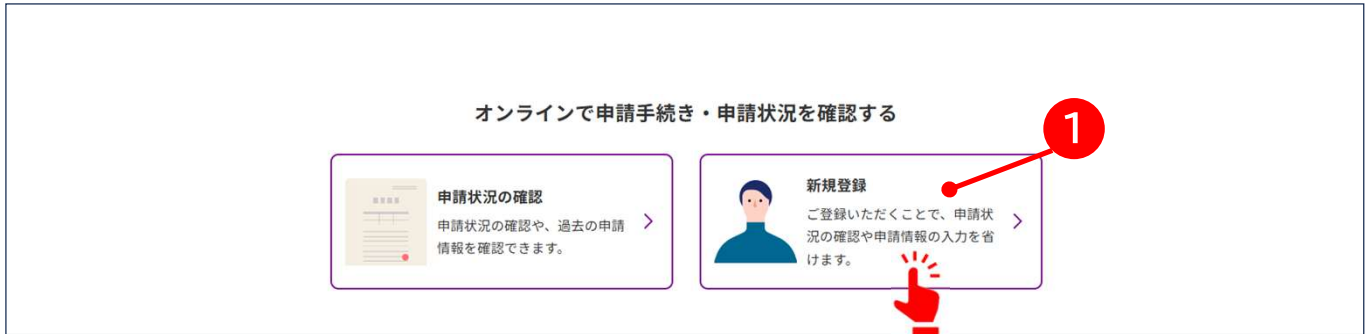 オンラインで申請手続き・申請状況を確認する
1
申請状況の確認
申請状況の確認や、過去の申請
情報を確認できます。
新規登録
ご登録いただくことで、申請状
況の確認や申請情報の入力を省
けます。